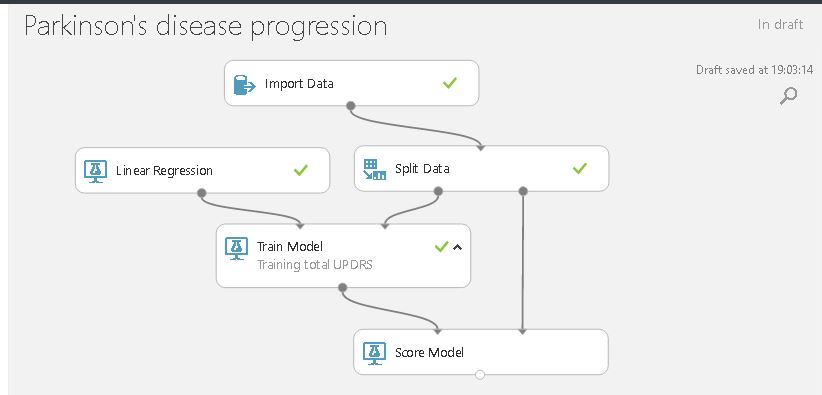 Parkinson's disease progression
In draft
Draft saved at 19:03:14
Import Data
Linear Regression
Split Data
Train Model
Training total UPDRS
Score Model